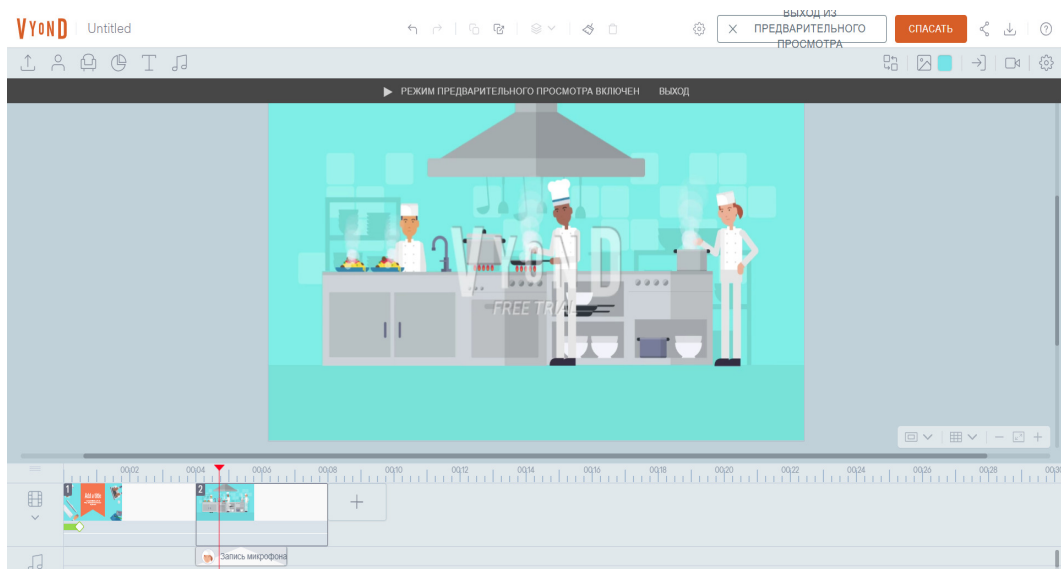 VYOND
Untitled
ВЫХОД ИЗ
ПРЕДВАРИТЕЛЬНОГО
ПРОСМОТРА
СПАСАТЬ
РЕЖИМ ПРЕДВАРИТЕЛЬНОГО ПРОСМОТРА ВКЛЮЧЕН ВЫХОД
VYOND
FREE TRIAL
00:02 00:04 00:06 00:08 00:10 00:12 00:14 00:16 00:18 00:20 00:22 00:24 00:26 00:28
1 2
Add a title
Запись микрофона